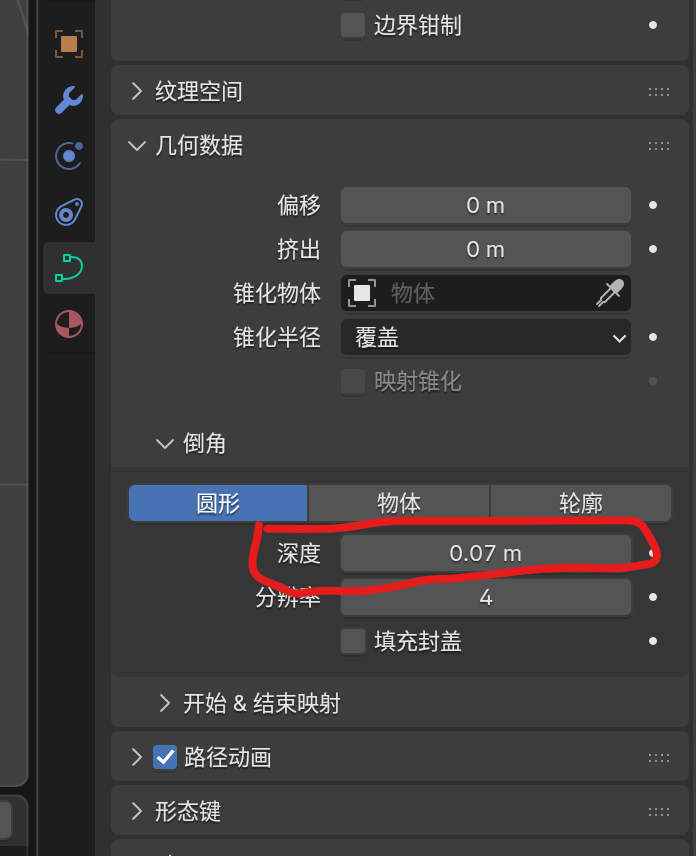 边界钳制
纹理空间
几何数据
偏移 0 m
挤出 0 m
锥化物体 物体
锥化半径 覆盖
映射锥化
倒角
圆形 物体 轮廓
深度 0.07 m
分辨率 4
填充封盖
开始 & 结束映射
路径动画
形态键